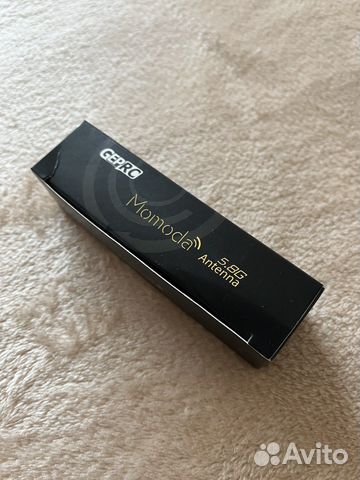 GEPRC
Momoda
5.8G
Antenna
Avito